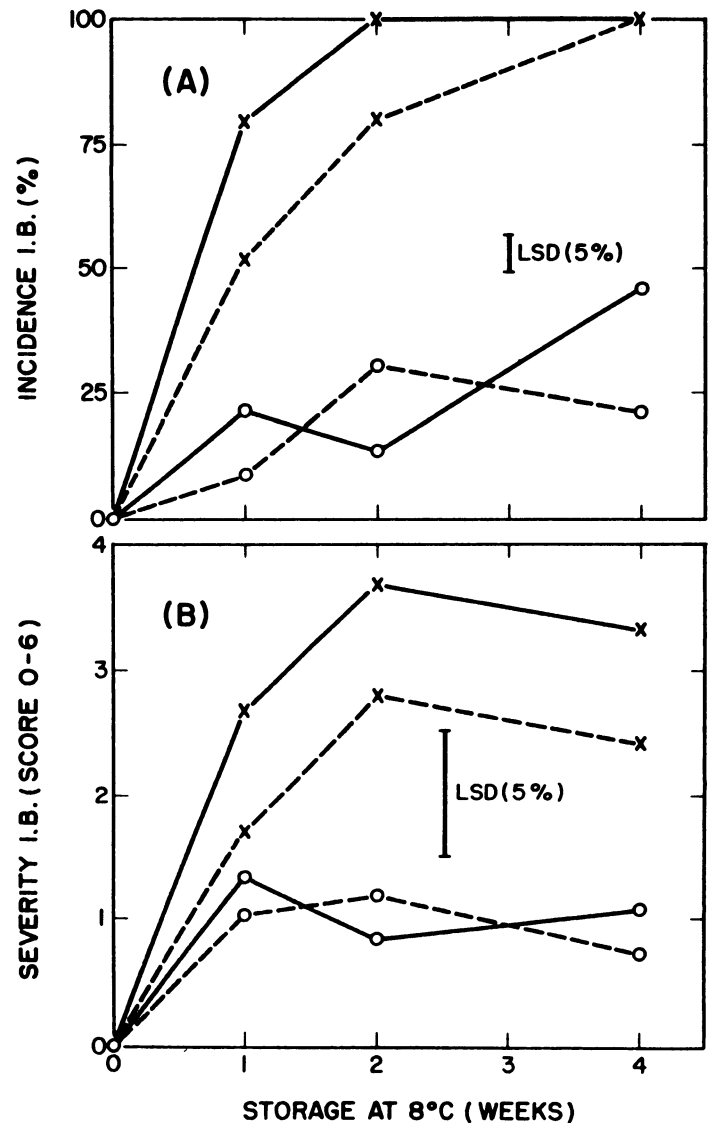 100
(A)
75
INCIDENCE I.B. (%)
LSD (5%)
50
25
0
4
(B)
3
SEVERITY I.B. (SCORE 0-6)
2
LSD (5%)
1
0
0 1 2 3 4
STORAGE AT 8°C (WEEKS)